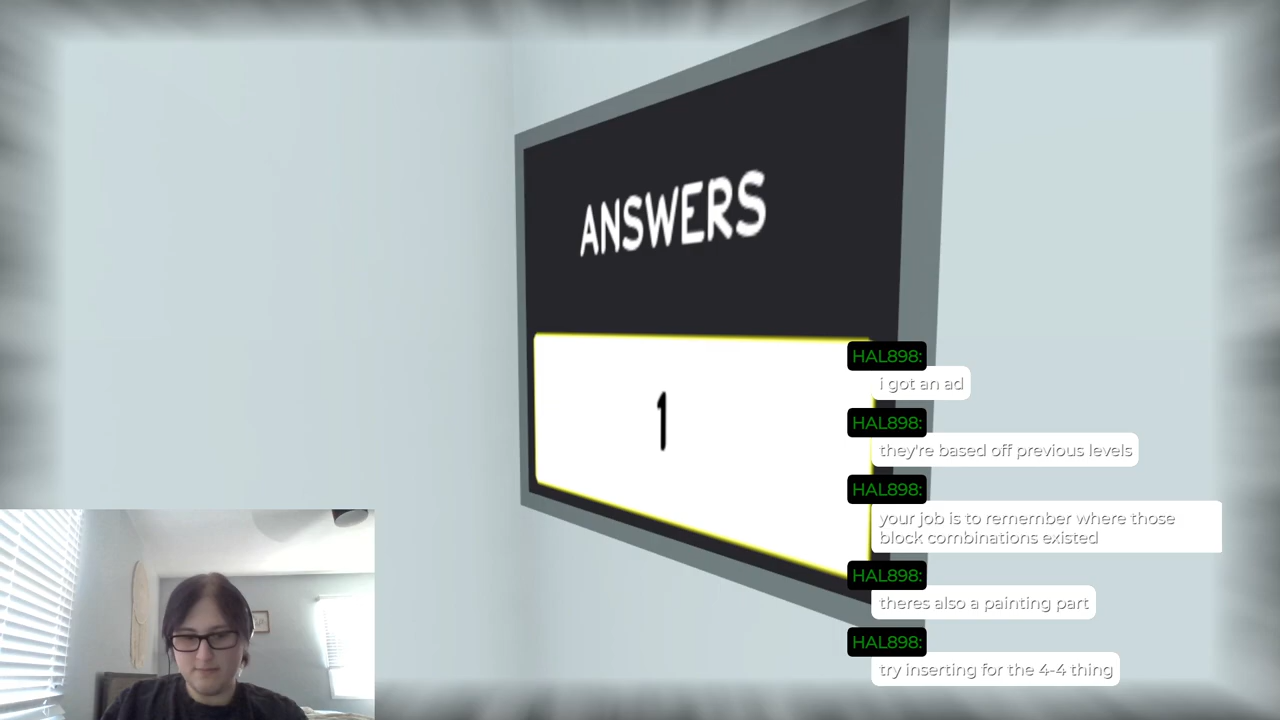 ANSWERS
1
HAL898:
i got an ad
HAL898:
they're based off previous levels
HAL898:
your job is to remember where those
block combinations existed
HAL898:
theres also a painting part
HAL898:
try inserting for the 4-4 thing